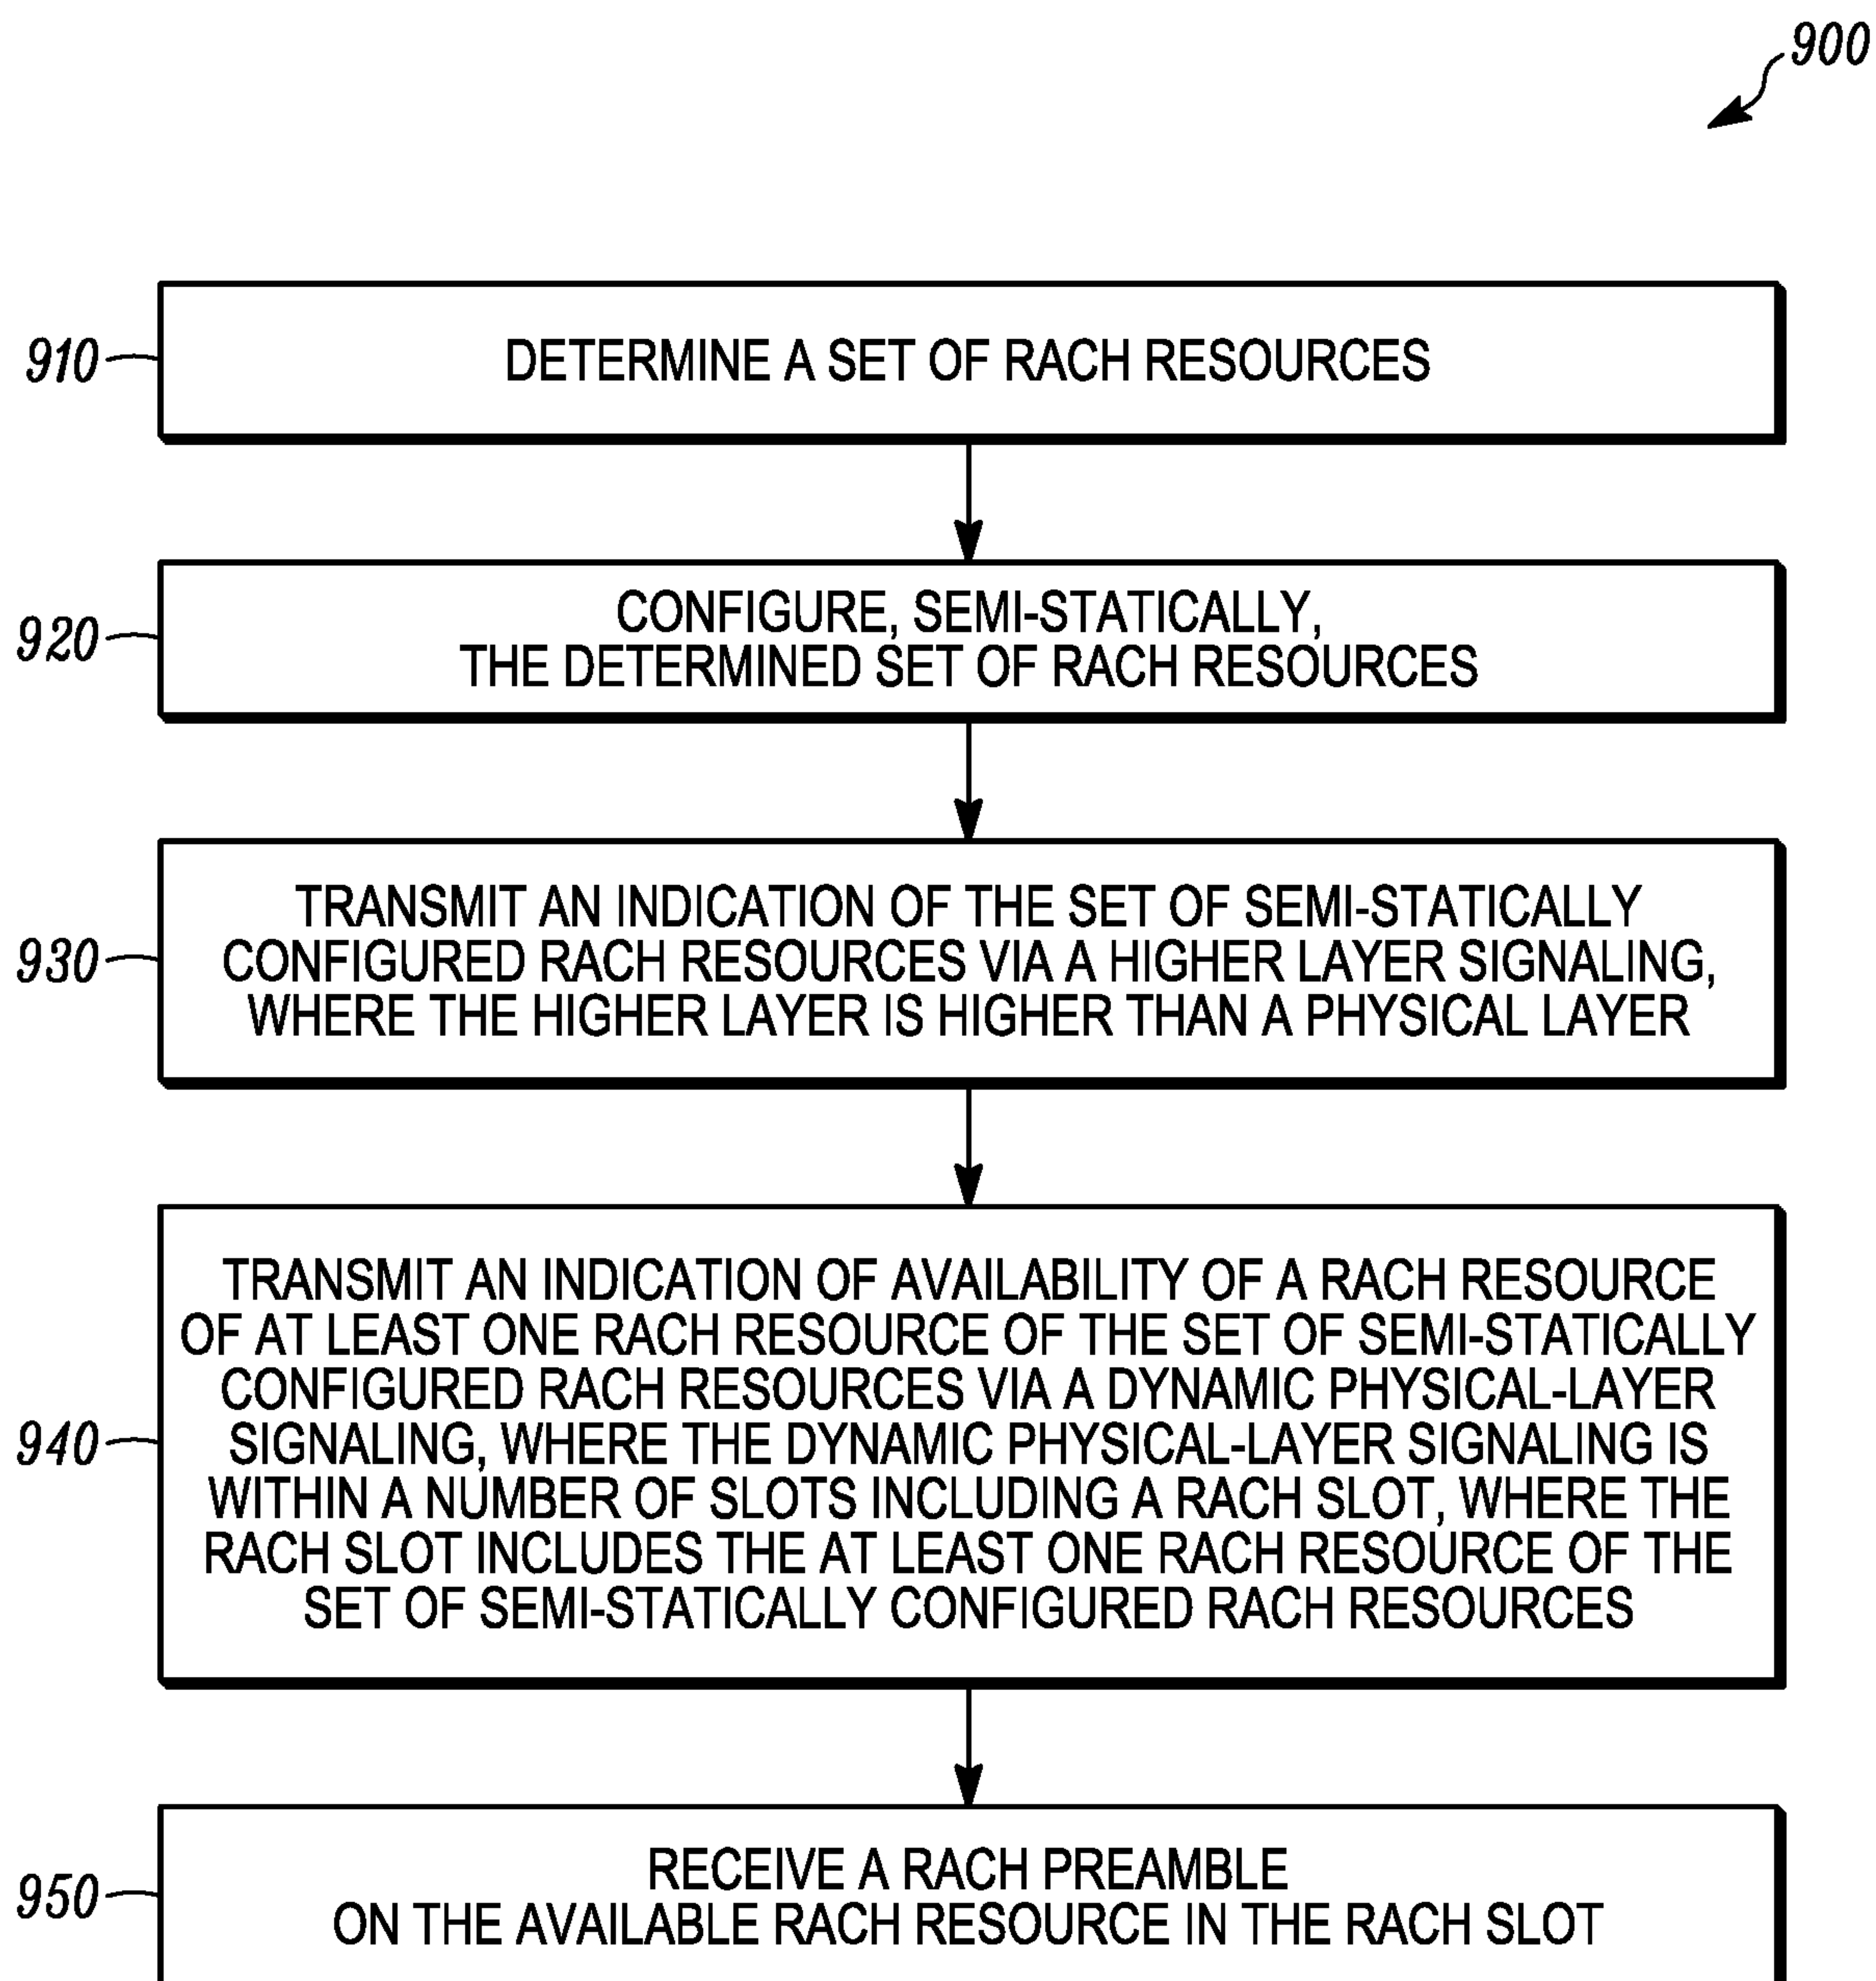 900
910
DETERMINE A SET OF RACH RESOURCES
920
CONFIGURE, SEMI-STATICALLY,
THE DETERMINED SET OF RACH RESOURCES
930
TRANSMIT AN INDICATION OF THE SET OF SEMI-STATICALLY
CONFIGURED RACH RESOURCES VIA A HIGHER LAYER SIGNALING,
WHERE THE HIGHER LAYER IS HIGHER THAN A PHYSICAL LAYER
940
TRANSMIT AN INDICATION OF AVAILABILITY OF A RACH RESOURCE
OF AT LEAST ONE RACH RESOURCE OF THE SET OF SEMI-STATICALLY
CONFIGURED RACH RESOURCES VIA A DYNAMIC PHYSICAL-LAYER
SIGNALING, WHERE THE DYNAMIC PHYSICAL-LAYER SIGNALING IS
WITHIN A NUMBER OF SLOTS INCLUDING A RACH SLOT, WHERE THE
RACH SLOT INCLUDES THE AT LEAST ONE RACH RESOURCE OF THE
SET OF SEMI-STATICALLY CONFIGURED RACH RESOURCES
950
RECEIVE A RACH PREAMBLE
ON THE AVAILABLE RACH RESOURCE IN THE RACH SLOT